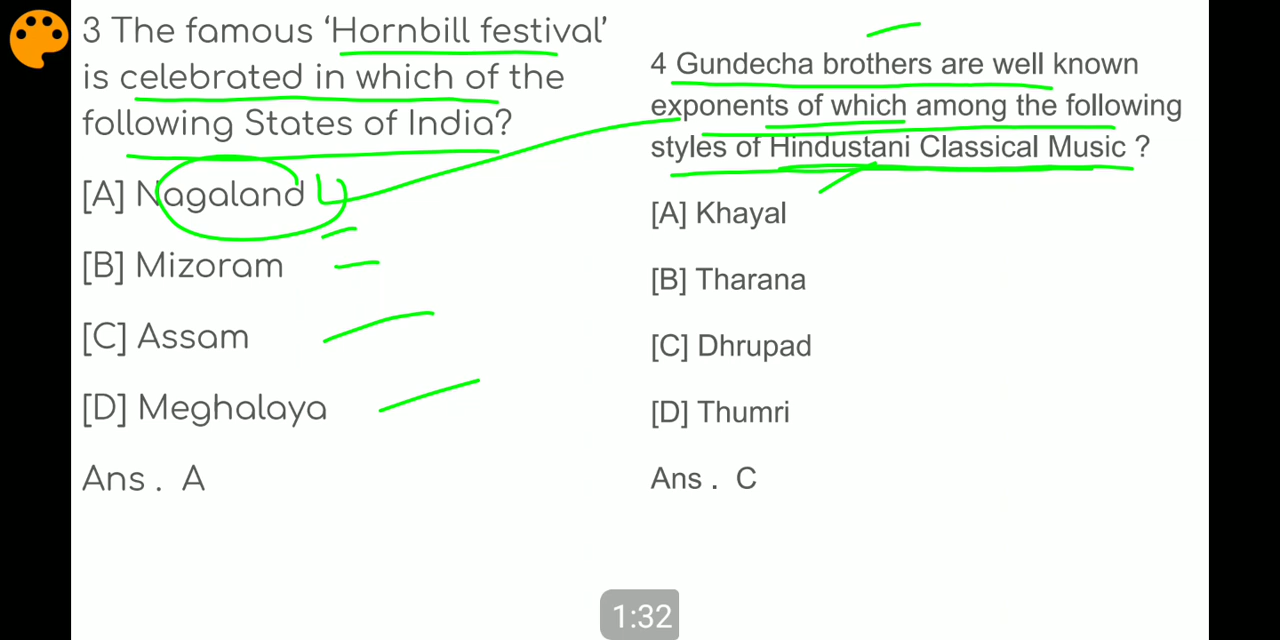 3 The famous ‘Hornbill festival’
is celebrated in which of the
following States of India?
[A] Nagaland
[B] Mizoram
[C] Assam
[D] Meghalaya
Ans . A
4 Gundecha brothers are well known
exponents of which among the following
styles of Hindustani Classical Music ?
[A] Khayal
[B] Tharana
[C] Dhrupad
[D] Thumri
Ans . C
1:32